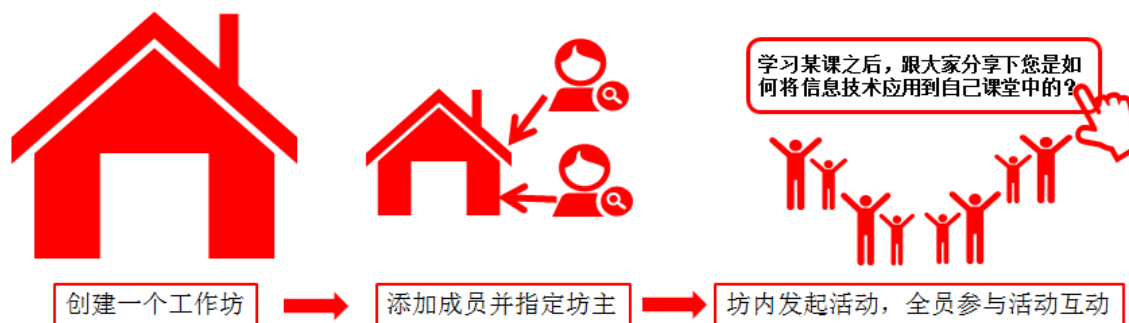 学习某课之后，跟大家分享下您是如
何将信息技术应用到自己课堂中的？
创建一个工作坊
添加成员并指定坊主
坊内发起活动，全员参与活动互动